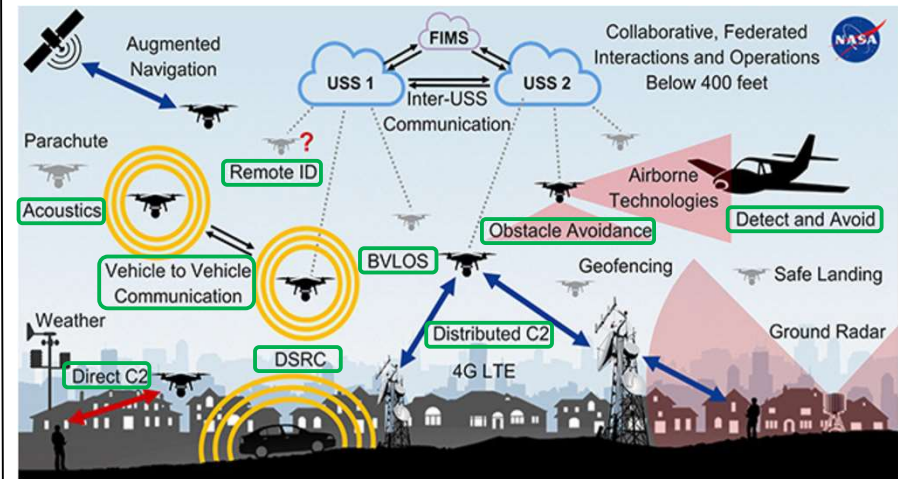 FIMS
Collaborative, Federated
Interactions and Operations
Below 400 feet
NASA
Augmented
Navigation
USS 1
USS 2
Inter-USS
Communication
Parachute
?
Remote ID
Airborne
Technologies
Acoustics
Detect and Avoid
Obstacle Avoidance
Vehicle to Vehicle
Communication
BVLOS
Geofencing
Safe Landing
Weather
Distributed C2
Ground Radar
DSRC
4G LTE
Direct C2